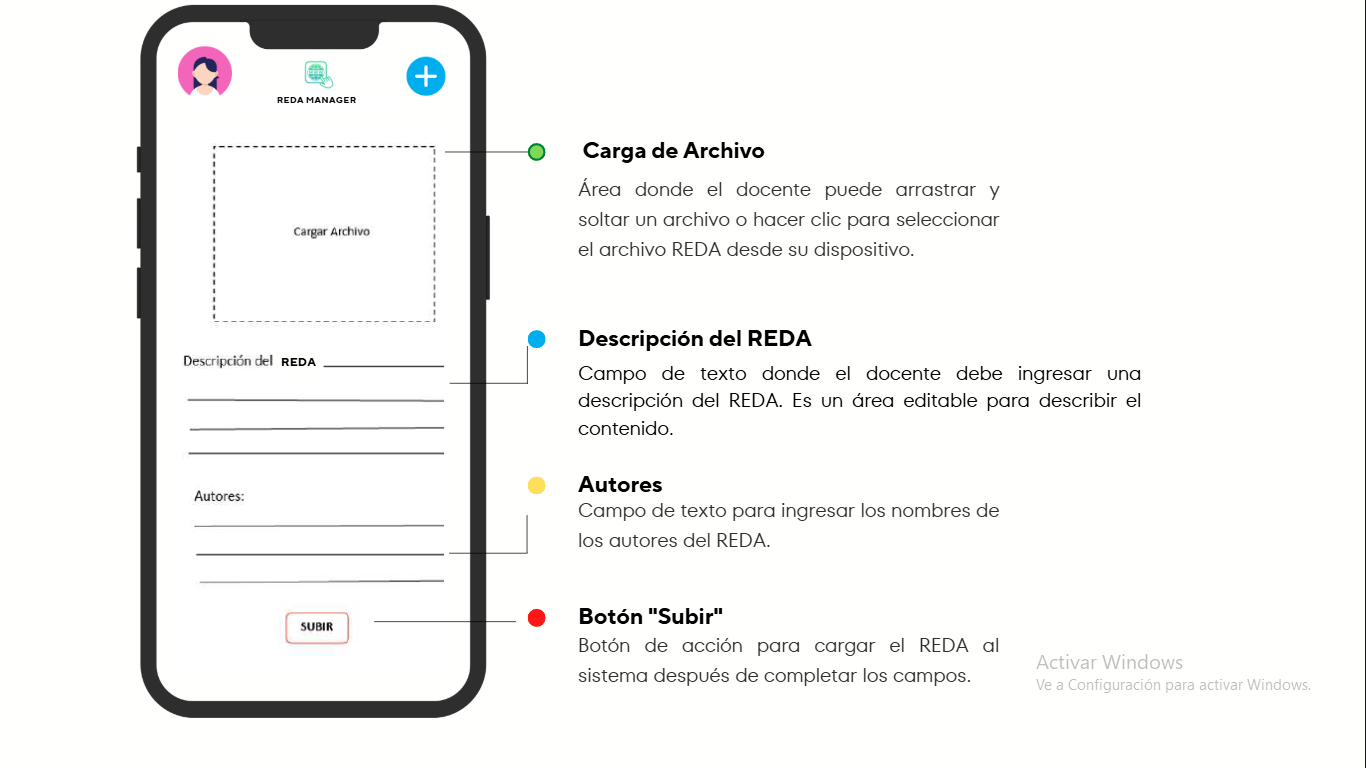 REDA MANAGER
Cargar Archivo
Descripción del REDA
Autores:
SUBIR
Carga de Archivo
Área donde el docente puede arrastrar y
soltar un archivo o hacer clic para seleccionar
el archivo REDA desde su dispositivo.
Descripción del REDA
Campo de texto donde el docente debe ingresar una
descripción del REDA. Es un área editable para describir el
contenido.
Autores
Campo de texto para ingresar los nombres de
los autores del REDA.
Botón "Subir"
Botón de acción para cargar el REDA al
sistema después de completar los campos.
Activar Windows
Ve a Configuración para activar Windows.